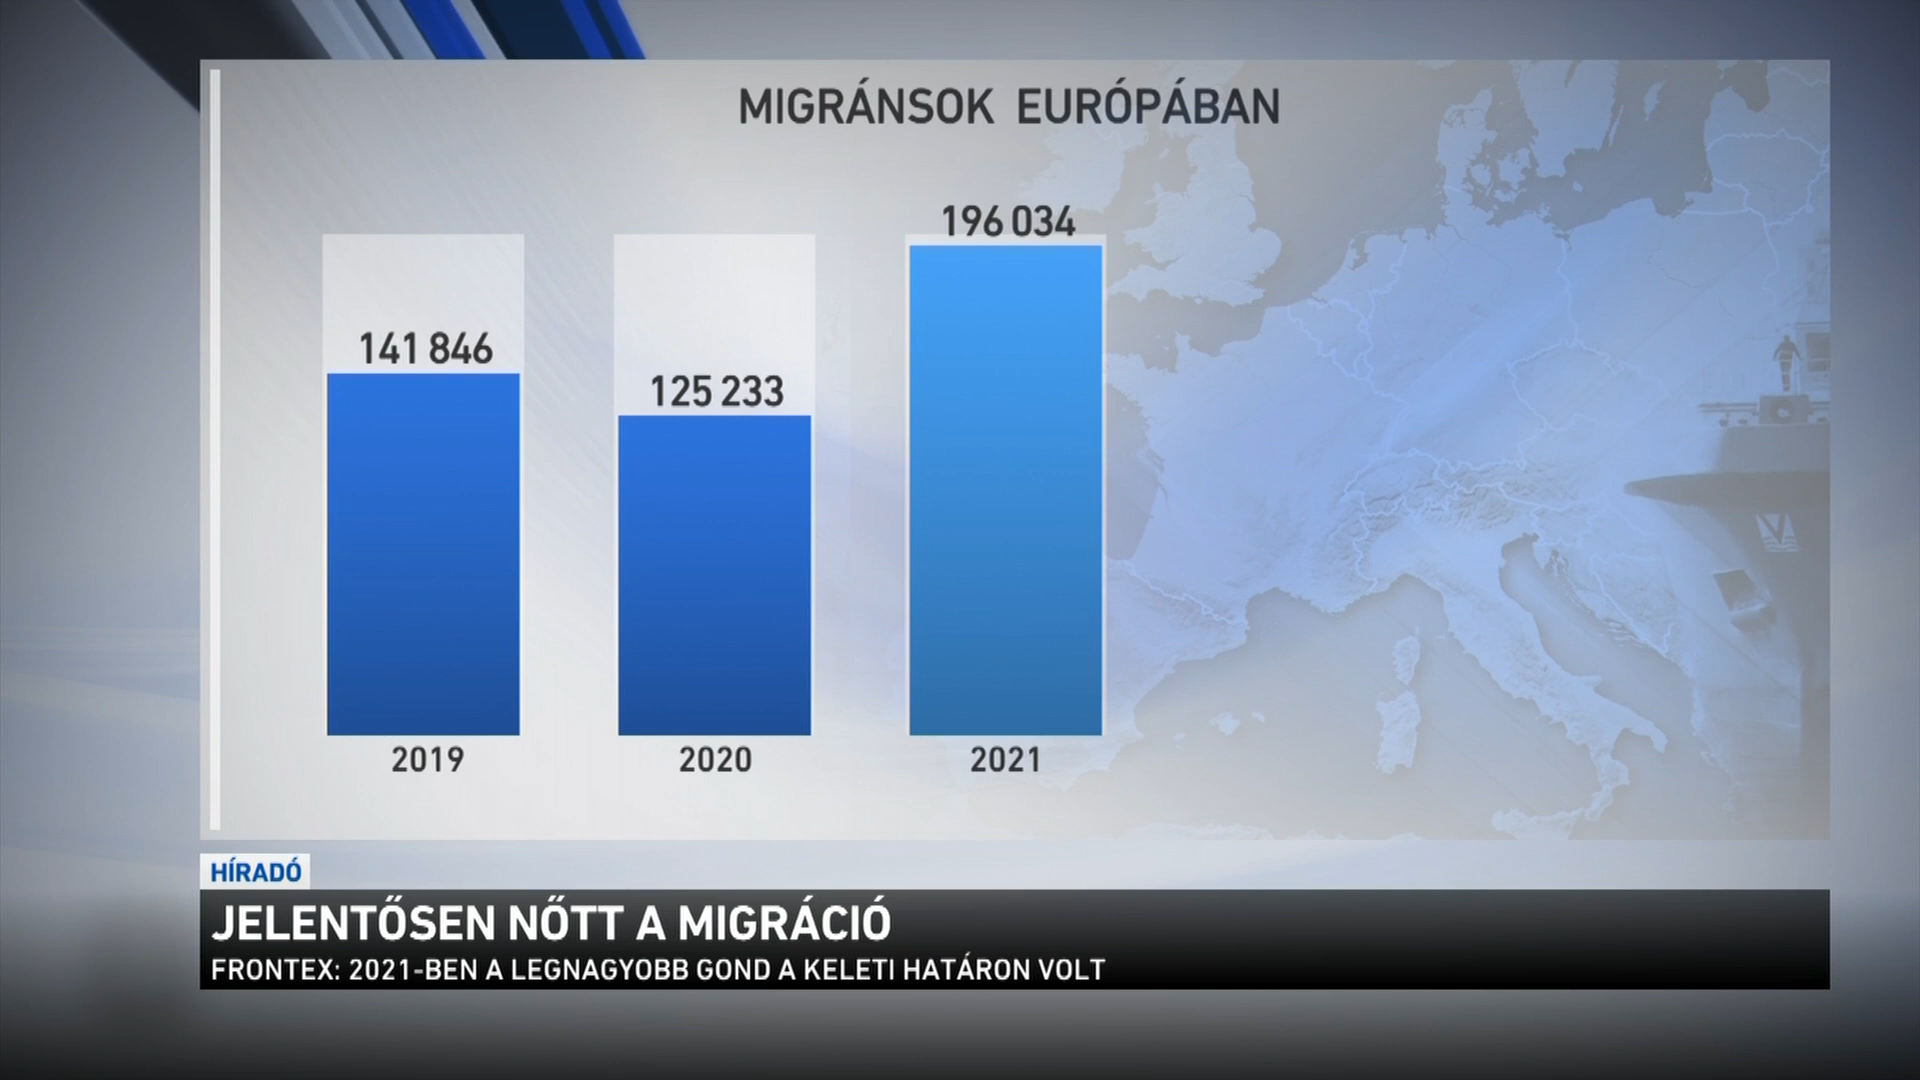 MIGRÁNSOK EURÓPÁBAN
196 034
141 846
125 233
2019 2020 2021
HÍRADÓ
JELENTŐSEN NŐTT A MIGRÁCIÓ
FRONTEX: 2021-BEN A LEGNAGYOBB GOND A KELETI HATÁRON VOLT